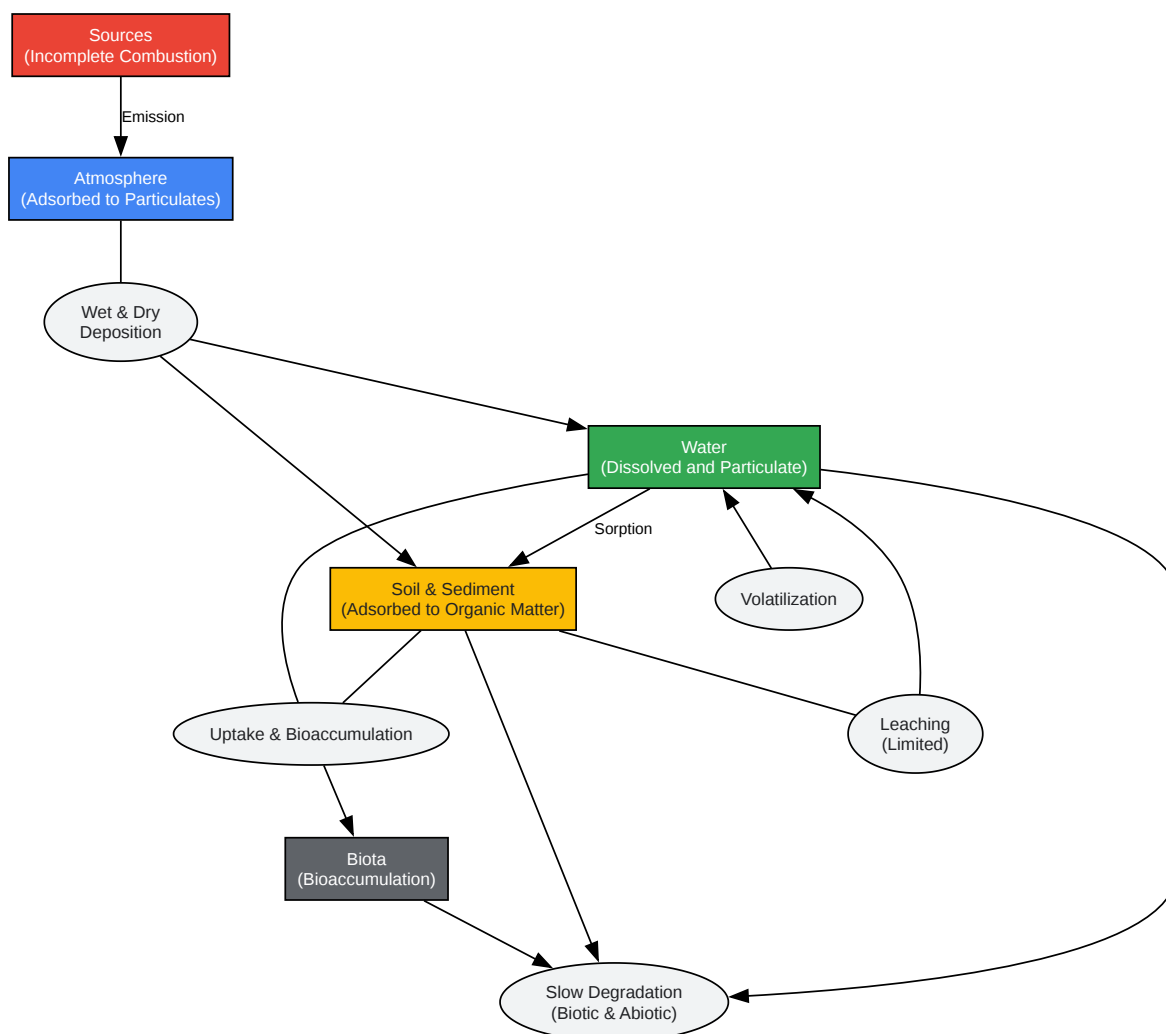 Sources
(Incomplete Combustion)
Emission
Atmosphere
(Adsorbed to Particulates)
Wet & Dry
Deposition
Water
(Dissolved and Particulate)
Sorption
Soil & Sediment
(Adsorbed to Organic Matter)
Volatilization
Uptake & Bioaccumulation
Leaching
(Limited)
Biota
(Bioaccumulation)
Slow Degradation
(Biotic & Abiotic)